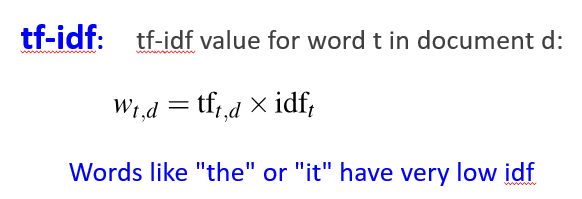 tf-idf: tf-idf value for word t in document d:
w_{t,d} = tf_{t,d} × idf_t
Words like "the" or "it" have very low idf